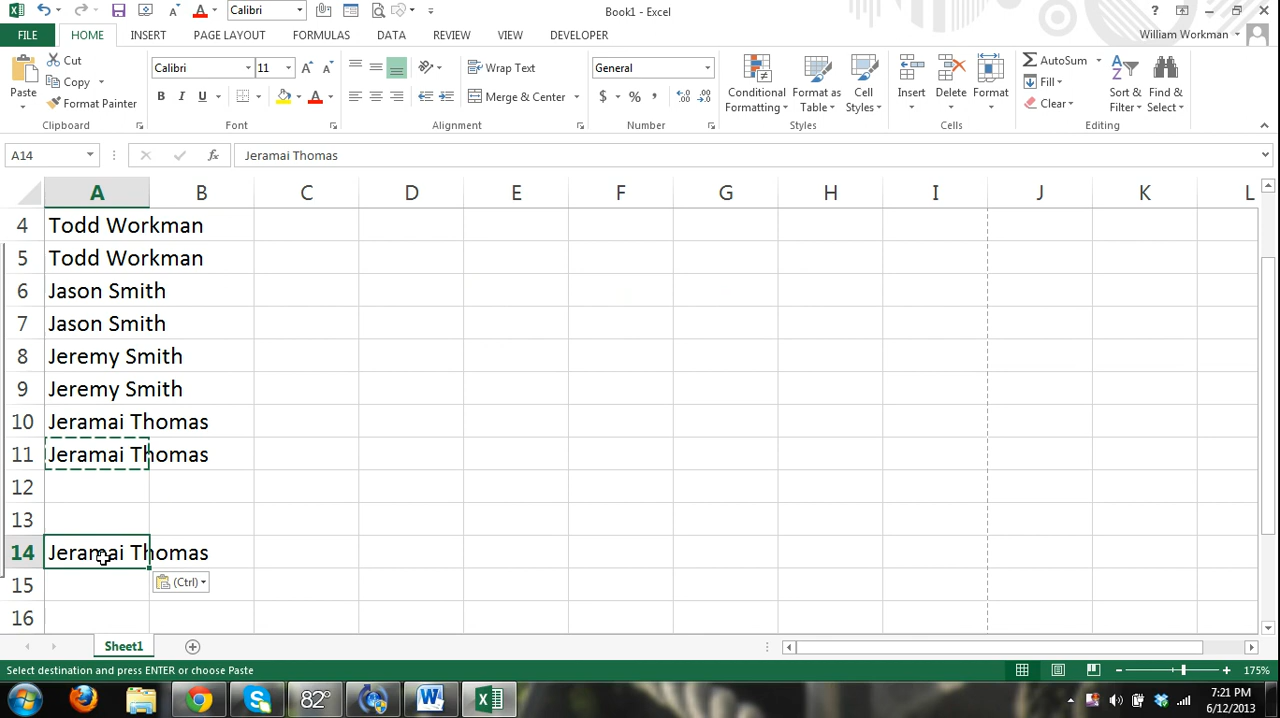 Calibri
Book1 - Excel
?
FILE HOME INSERT PAGE LAYOUT FORMULAS DATA REVIEW VIEW DEVELOPER
William Workman
Paste
Cut
Copy
Format Painter
Clipboard
Calibri 11
B I U A
Font
Wrap Text
Merge & Center
Alignment
General
$ % ,
Number
Conditional Formatting
Format as Table
Cell Styles
Styles
Insert
Delete
Format
Cells
AutoSum
Fill
Clear
Sort & Filter
Find & Select
Editing
A14 fx Jeramai Thomas
A B C D E F G H I J K L
4 Todd Workman
5 Todd Workman
6 Jason Smith
7 Jason Smith
8 Jeremy Smith
9 Jeremy Smith
10 Jeramai Thomas
11 Jeramai Thomas
12
13
14 Jeramai Thomas
15 (Ctrl)
16
Sheet1
Select destination and press ENTER or choose Paste
175%
82°
7:21 PM
6/12/2013